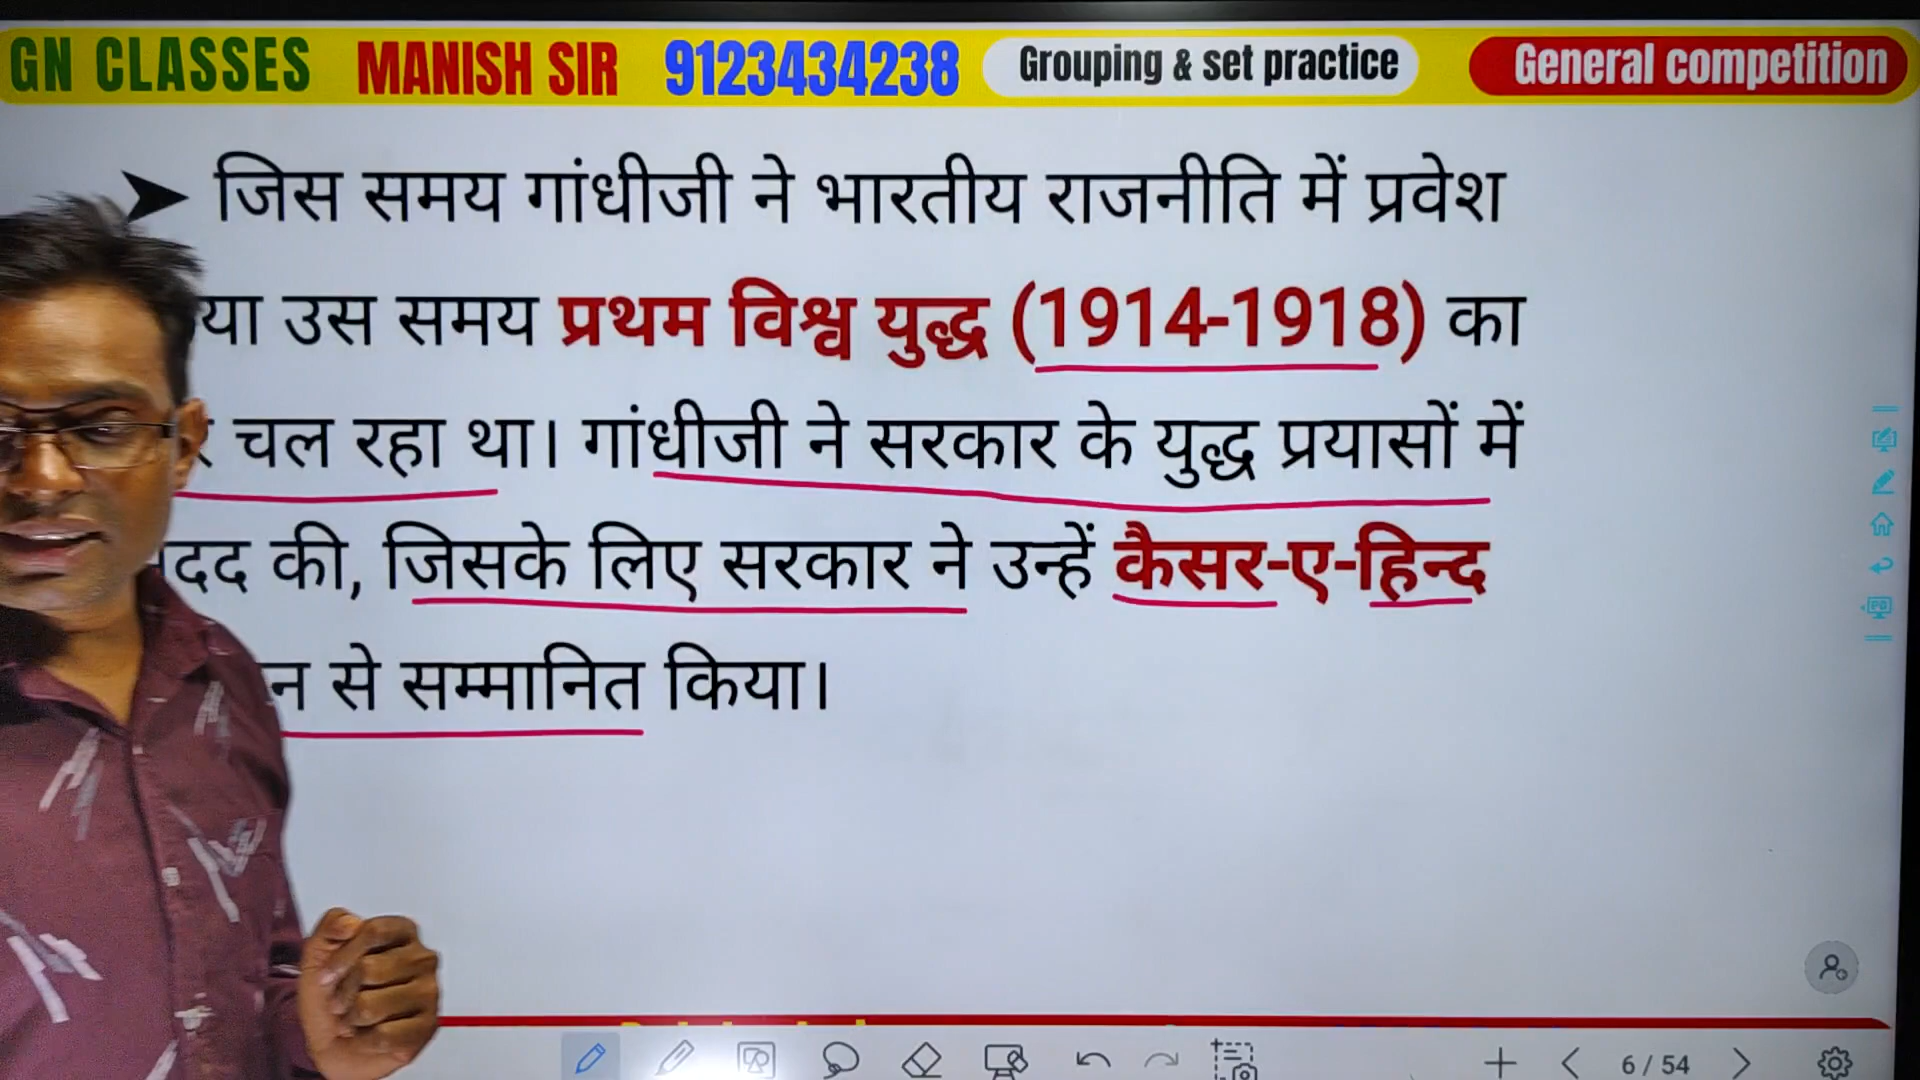 GN CLASSES MANISH SIR 9123434238 Grouping & set practice General competition
➤ जिस समय गांधीजी ने भारतीय राजनीति में प्रवेश
उस समय प्रथम विश्व युद्ध (1914-1918) का
चल रहा था। गांधीजी ने सरकार के युद्ध प्रयासों में
की, जिसके लिए सरकार ने उन्हें कैसर-ए-हिन्द
से सम्मानित किया।
6 / 54